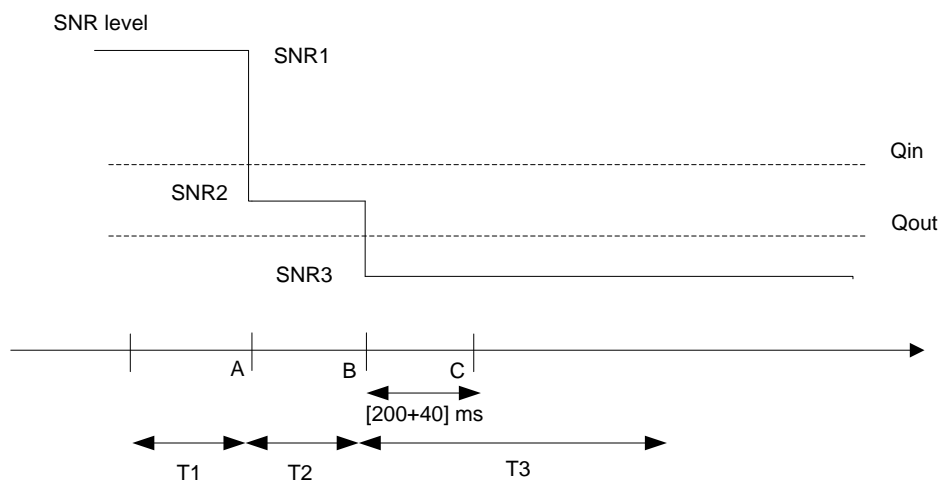 SNR level
SNR1
Qin
SNR2
Qout
SNR3
A
B
C
[200+40] ms
T1
T2
T3